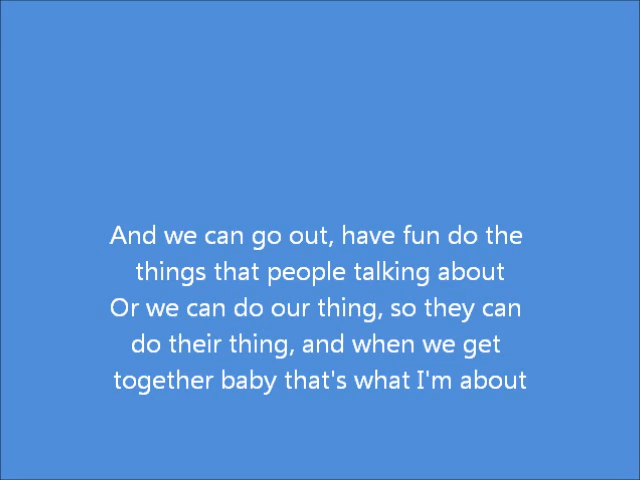 And we can go out, have fun do the
things that people talking about
Or we can do our thing, so they can
do their thing, and when we get
together baby that's what I'm about